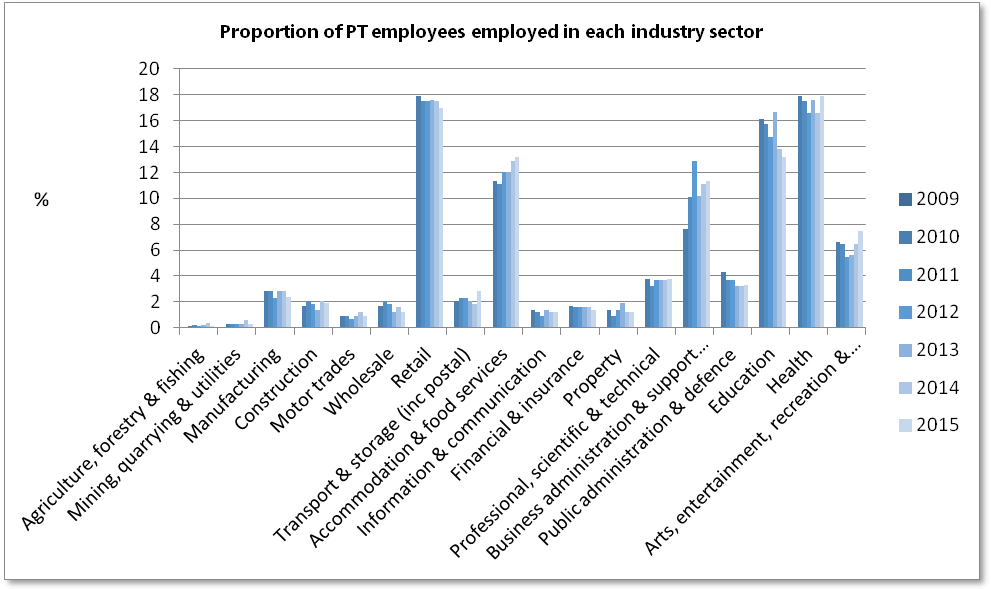 Proportion of PT employees employed in each industry sector
20
18
16
14
12
10
8
6
4
2
0
%
Agriculture, forestry & fishing
Mining, quarrying & utilities
Manufacturing
Construction
Motor trades
Wholesale
Retail
Transport & storage (inc postal)
Accommodation & food services
Information & communication
Financial & insurance
Property
Professional, scientific & technical
Business administration & support...
Public administration & defence
Education
Health
Arts, entertainment, recreation &...
2009
2010
2011
2012
2013
2014
2015